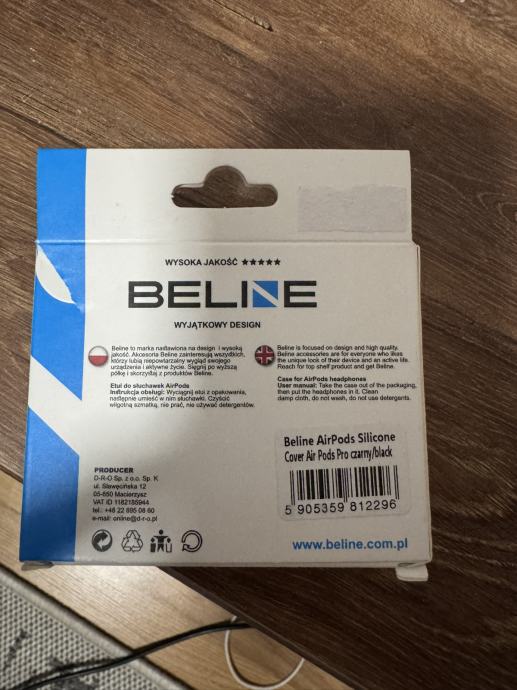 WYSOKA JAKOŚĆ ★★★★★
BELINE
WYJĄTKOWY DESIGN
Beline to marka nastawiona na design i wysoką
jakość. Akcesoria Beline zainteresują wszystkich,
którzy lubią niepowtarzalny wygląd swojego
urządzenia i aktywne życie. Sięgnij po wyższą
półkę i skorzystaj z produktów Beline.
Etui do słuchawek AirPods
Instrukcja obsługi: Wyciągnij etui z opakowania,
następnie umieść w nim słuchawki. Czyścić
wilgotną szmatką, nie prać, nie używać detergentów.
Beline is focused on design and high quality.
Beline accessories are for everyone who likes
the unique look of their device and an active life.
Reach for top shelf product and get Beline.
Case for AirPods headphones
User manual: Take the case out of the packaging,
then put the headphones in it. Clean
damp cloth, do not wash, do not use detergents.
Beline AirPods Silicone
Cover Air Pods Pro czarny/black
5 905359 812296
PRODUCER
D-R-O Sp. z o.o. Sp. K
ul. Sławęcińska 12
05-850 Macierzysz
VAT ID 1182185944
tel.: +48 22 895 08 60
e-mail: online@d-r-o.pl
www.beline.com.pl